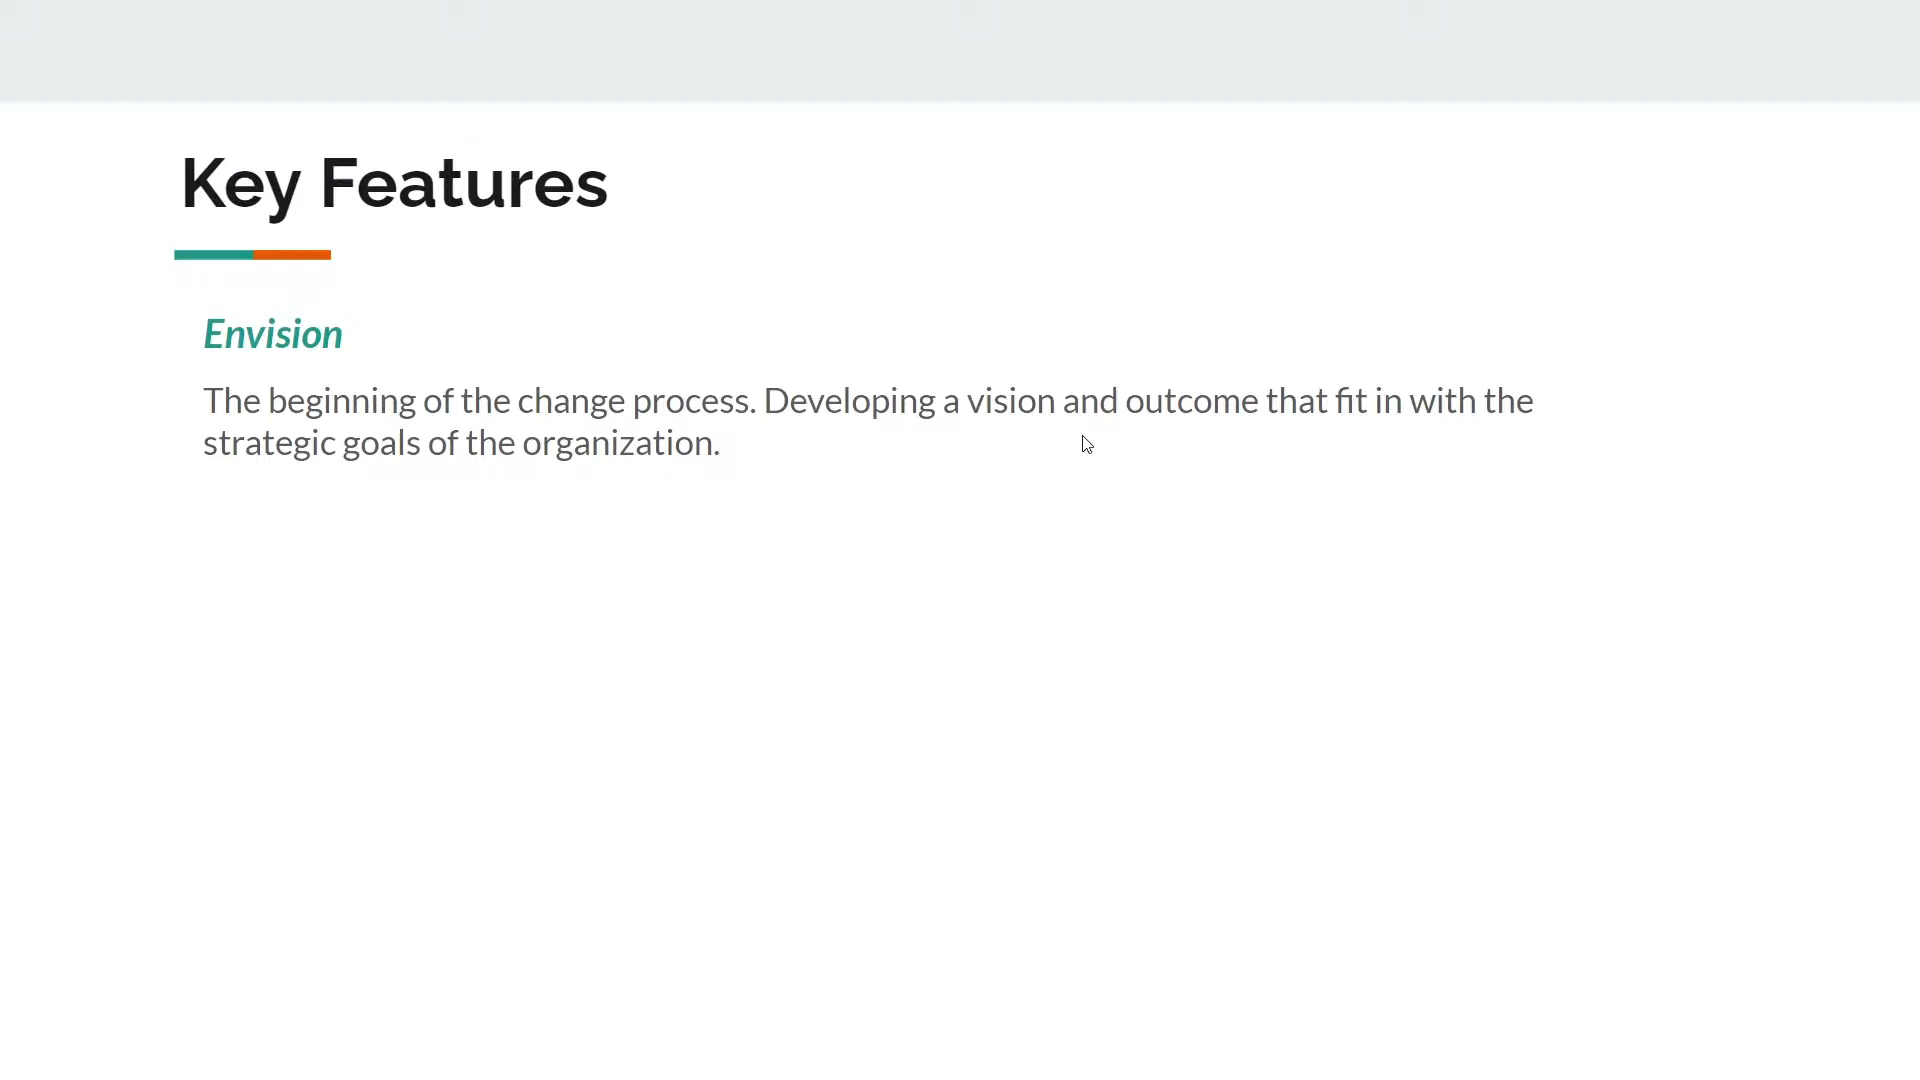 Key Features
Envision
The beginning of the change process. Developing a vision and outcome that fit in with the
strategic goals of the organization.